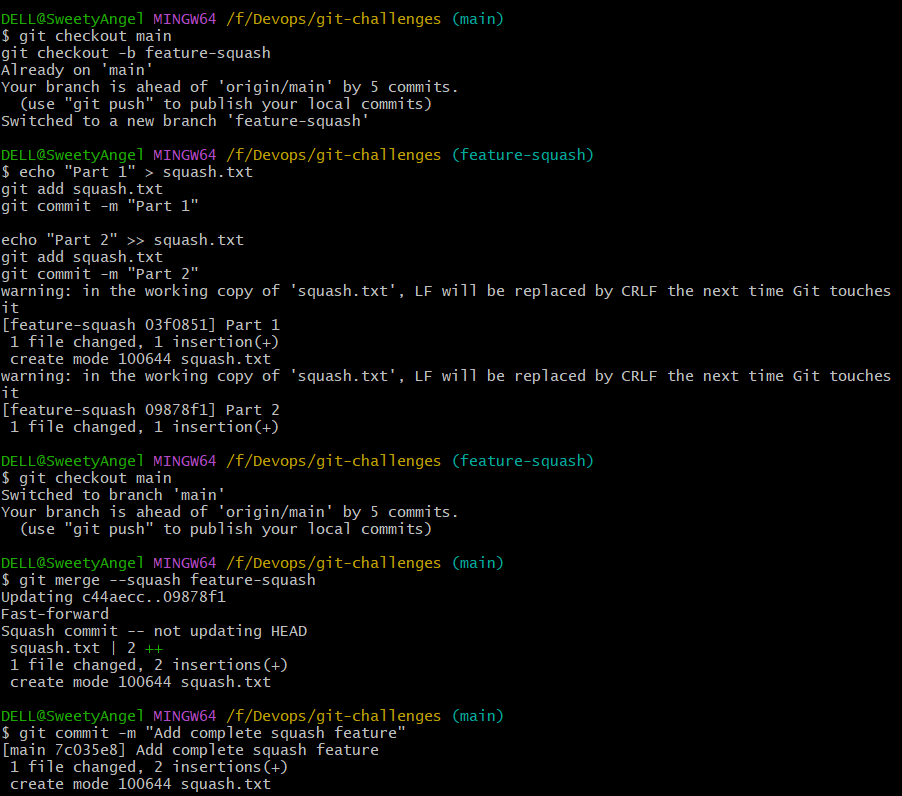 DELL@SweetyAngel MINGW64 /f/Devops/git-challenges (main)
$ git checkout main
git checkout -b feature-squash
Already on 'main'
Your branch is ahead of 'origin/main' by 5 commits.
  (use "git push" to publish your local commits)
Switched to a new branch 'feature-squash'

DELL@SweetyAngel MINGW64 /f/Devops/git-challenges (feature-squash)
$ echo "Part 1" > squash.txt
git add squash.txt
git commit -m "Part 1"

echo "Part 2" >> squash.txt
git add squash.txt
git commit -m "Part 2"
warning: in the working copy of 'squash.txt', LF will be replaced by CRLF the next time Git touches
it
[feature-squash 03f0851] Part 1
 1 file changed, 1 insertion(+)
 create mode 100644 squash.txt
warning: in the working copy of 'squash.txt', LF will be replaced by CRLF the next time Git touches
it
[feature-squash 09878f1] Part 2
 1 file changed, 1 insertion(+)

DELL@SweetyAngel MINGW64 /f/Devops/git-challenges (feature-squash)
$ git checkout main
Switched to branch 'main'
Your branch is ahead of 'origin/main' by 5 commits.
  (use "git push" to publish your local commits)

DELL@SweetyAngel MINGW64 /f/Devops/git-challenges (main)
$ git merge --squash feature-squash
Updating c44aecc..09878f1
Fast-forward
Squash commit -- not updating HEAD
 squash.txt | 2 ++
 1 file changed, 2 insertions(+)
 create mode 100644 squash.txt

DELL@SweetyAngel MINGW64 /f/Devops/git-challenges (main)
$ git commit -m "Add complete squash feature"
[main 7c035e8] Add complete squash feature
 1 file changed, 2 insertions(+)
 create mode 100644 squash.txt